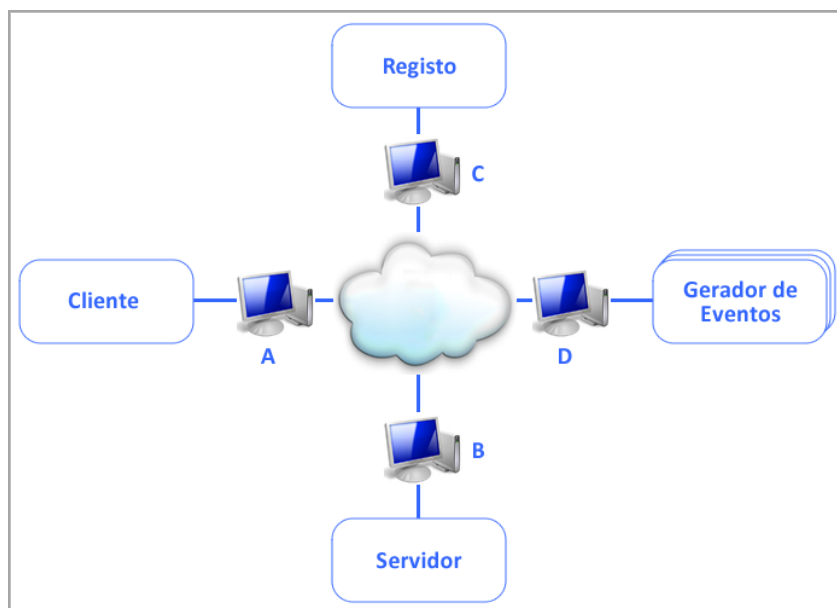 Registo
C
Cliente
A
Gerador de
Eventos
D
B
Servidor